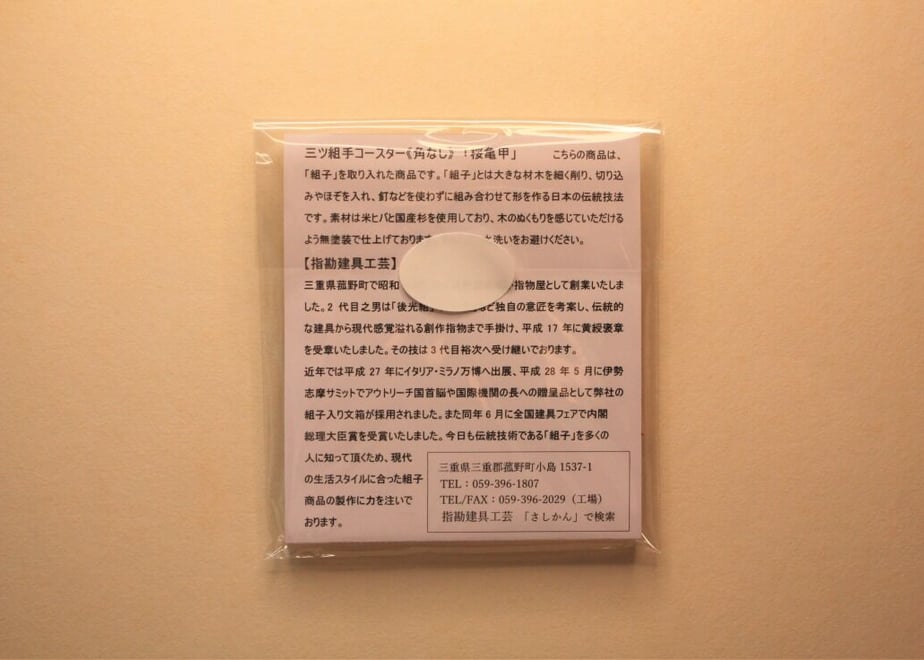 三ツ組手コースター《角なし》「桜亀甲」 こちらの商品は、
「組子」を取り入れた商品です。「組子」とは大きな材木を細く削り、切り込
みやほぞを入れ、釘などを使わずに組み合わせて形を作る日本の伝統技法
です。素材は米ヒバと国産杉を使用しており、木のぬくもりを感じていただける
よう無塗装で仕上げております 洗いをお避けください。
【指勘建具工芸】
三重県菰野町で昭和 指物屋として創業いたしま
した。2 代目之男は「後光組 ど独自の意匠を考案し、伝統的
な建具から現代感覚溢れる創作指物まで手掛け、平成 17 年に黄綬褒章
を受章いたしました。その技は 3 代目裕次へ受け継いでおります。
近年では平成 27 年にイタリア・ミラノ万博へ出展、平成 28 年 5 月に伊勢
志摩サミットでアウトリーチ国首脳や国際機関の長への贈呈品として弊社の
組子入り文箱が採用されました。また同年 6 月に全国建具フェアで内閣
総理大臣賞を受賞いたしました。今日も伝統技術である「組子」を多くの
人に知って頂くため、現代
の生活スタイルに合った組子
商品の製作に力を注いで
おります。
三重県三重郡菰野町小島 1537-1
TEL：059-396-1807
TEL/FAX：059-396-2029（工場）
指勘建具工芸 「さしかん」で検索